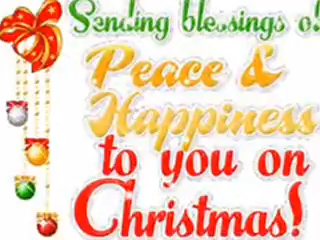 Sending blessings of
Peace &
Happiness
to you on
Christmas!